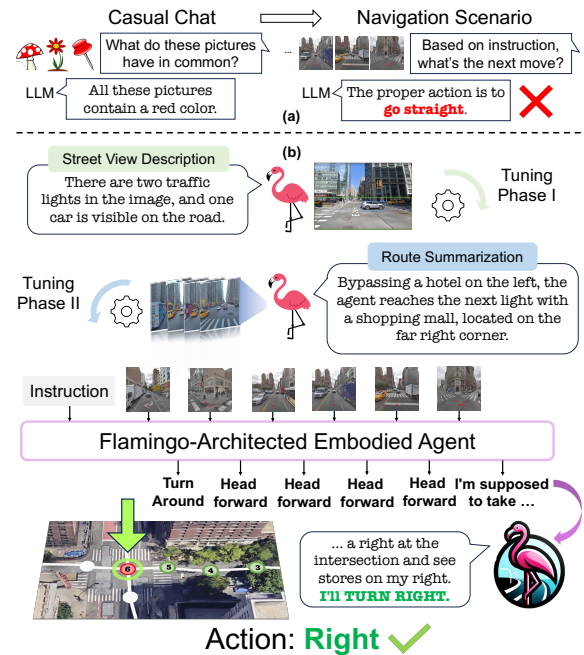 Casual Chat
Navigation Scenario
What do these pictures
have in common?
...
Based on instruction,
what's the next move?
LLM
All these pictures
contain a red color.
LLM
The proper action is to
go straight.
(a)
(b)
Street View Description
There are two traffic
lights in the image, and one
car is visible on the road.
Tuning
Phase I
Tuning
Phase II
Route Summarization
Bypassing a hotel on the left, the
agent reaches the next light with
a shopping mall, located on the
far right corner.
Instruction
Flamingo-Architected Embodied Agent
Turn
Around
Head
forward
Head
forward
Head
forward
Head
forward
I'm supposed
to take ...
6
5
4
3
... a right at the
intersection and see
stores on my right.
I'll TURN RIGHT.
Action: Right